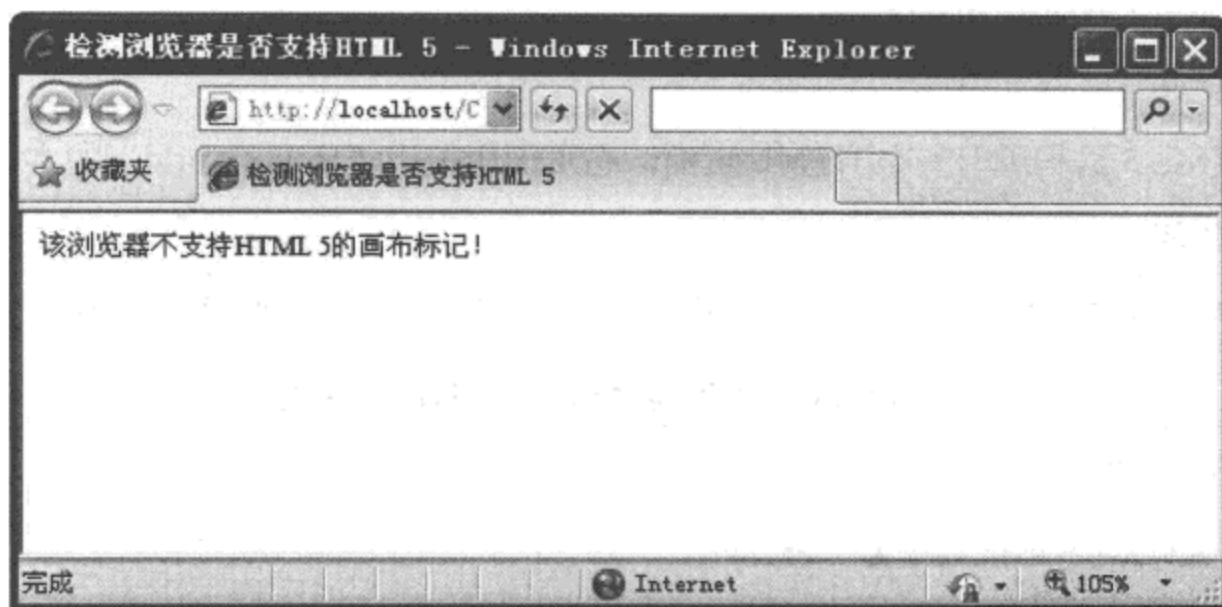 检测浏览器是否支持HTML 5 - Windows Internet Explorer
http://localhost/C
收藏夹
检测浏览器是否支持HTML 5
该浏览器不支持HTML 5的画布标记!
完成
Internet
105%